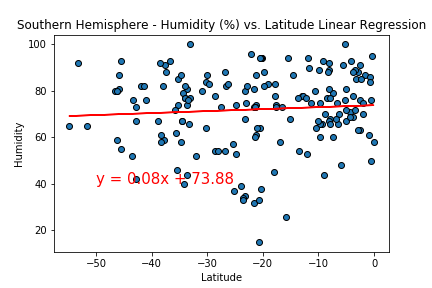 Southern Hemisphere - Humidity (%) vs. Latitude Linear Regression
100
80
60
40
20
Humidity
y = 0.08x + 73.88
−50
−40
−30
−20
−10
0
Latitude